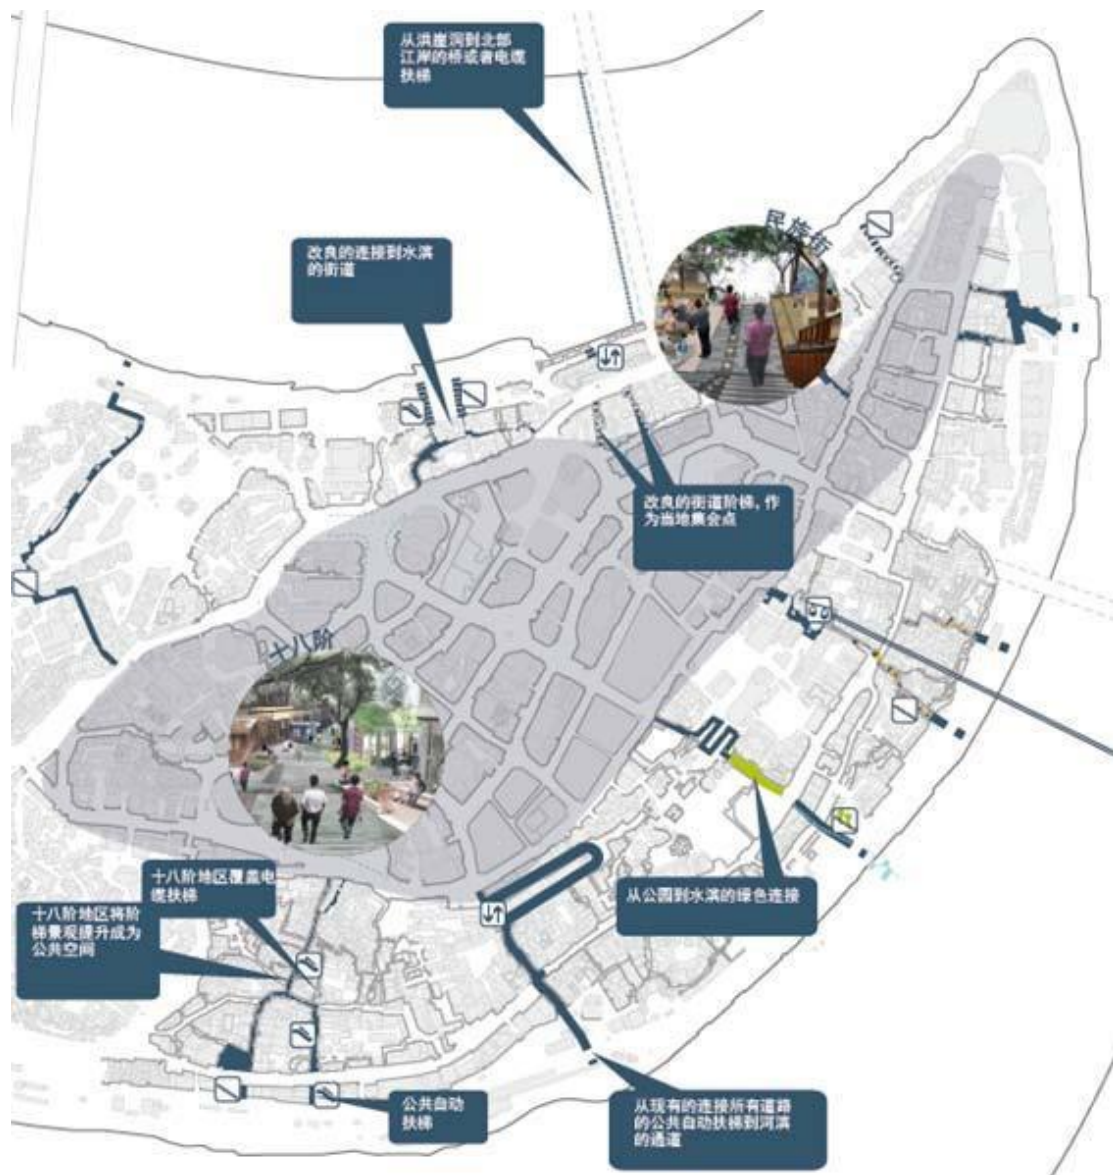 从洪崖洞到北部
江岸的桥或者电缆
扶梯
民族街
改良的连接到水滨
的街道
改良的街道阶梯，作
为当地集会点
十八阶
十八阶地区覆盖电
缆扶梯
十八阶地区将阶
梯景观提升成为
公共空间
从公园到水滨的绿色连接
公共自动
扶梯
从现有的连接所有道路
的公共自动扶梯到河滨
的通道